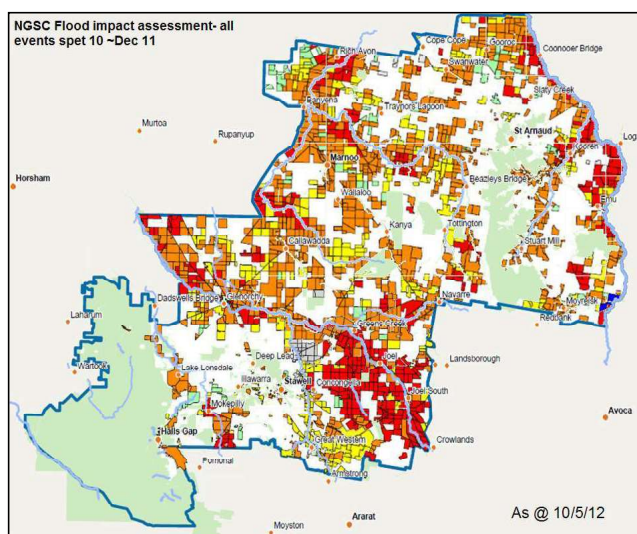 NGSC Flood impact assessment- all
events spet 10 ~Dec 11
Cope Cope
Gooroc
Coonooer Bridge
Rich Avon
Swanwater
Slaty Creek
Banyena
Traynors Lagoon
Murtoa
Rupanyup
St Arnaud
Loga
Kooreh
Marnoo
Horsham
Beazleys Bridge
Wallaloo
Emu
Kanya
Tottington
Callawadda
Stuart Mill
Dadswells Bridge
Glenorchy
Navarre
Moyreisk
Redbank
Laharum
Greens Creek
Deep Lead
Joel
Landsborough
Wartook
Lake Lonsdale
Illawarra
Stawell
Concongella
Joel South
Mokepilly
Avoca
Halls Gap
Great Western
Crowlands
Pomonal
Armstrong
Moyston
Ararat
As @ 10/5/12